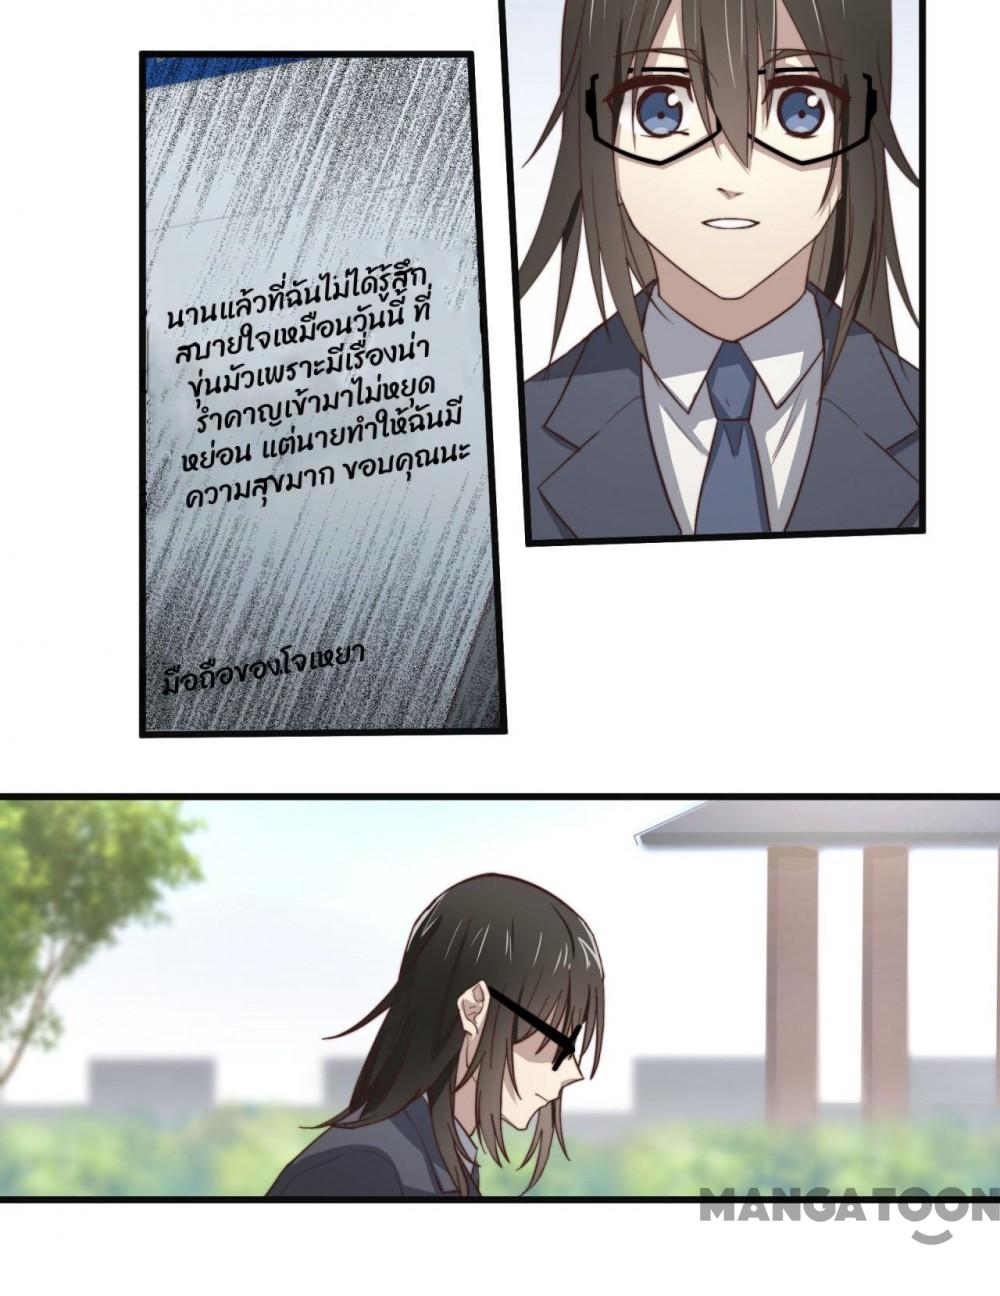 นานแล้วที่ฉันไม่ได้รู้สึก
สบายใจเหมือนวันนี้ ที่
ขุ่นมัวเพราะมีเรื่องน่า
รำคาญเข้ามาไม่หยุด
หย่อน แต่นายทำให้ฉันมี
ความสุขมาก ขอบคุณนะ
มือถือของโจเหยา
MANGATOON